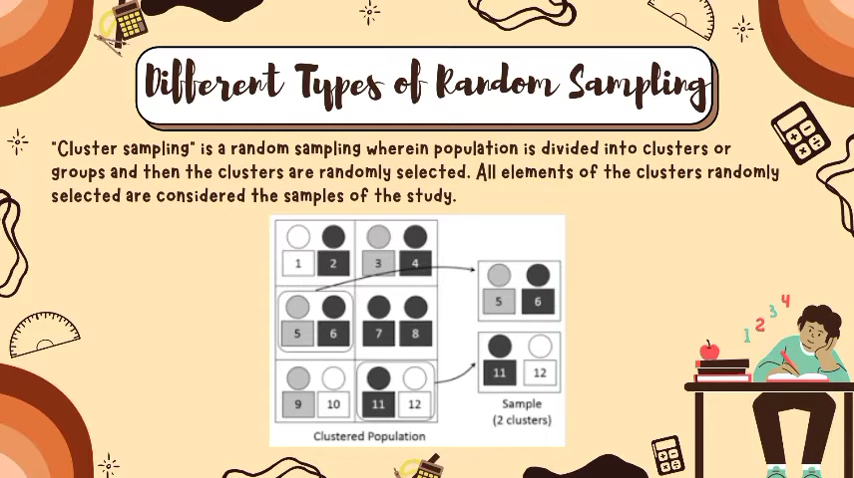 Different Types of Random Sampling
"Cluster sampling" is a random sampling wherein population is divided into clusters or
groups and then the clusters are randomly selected. All elements of the clusters randomly
selected are considered the samples of the study.
1 2 3 4
5 6 7 8
9 10 11 12
Clustered Population
5 6
11 12
Sample
(2 clusters)
1 2 3 4